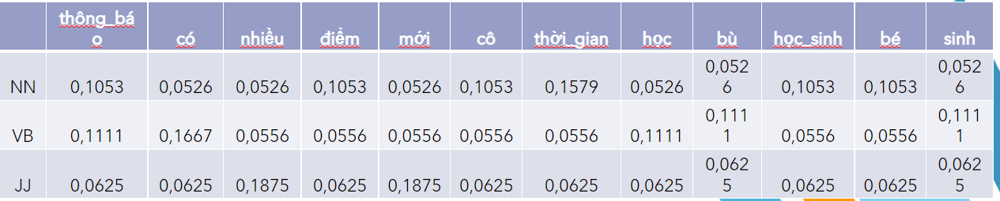 thông_báo có nhiều điểm mới cô thời_gian học bù học_sinh bé sinh
NN 0,1053 0,0526 0,0526 0,1053 0,0526 0,1053 0,1579 0,0526 0,0526 0,1053 0,1053 0,0526
VB 0,1111 0,1667 0,0556 0,0556 0,0556 0,0556 0,0556 0,1111 0,1111 0,0556 0,0556 0,1111
JJ 0,0625 0,0625 0,1875 0,0625 0,1875 0,0625 0,0625 0,0625 0,0625 0,0625 0,0625 0,0625